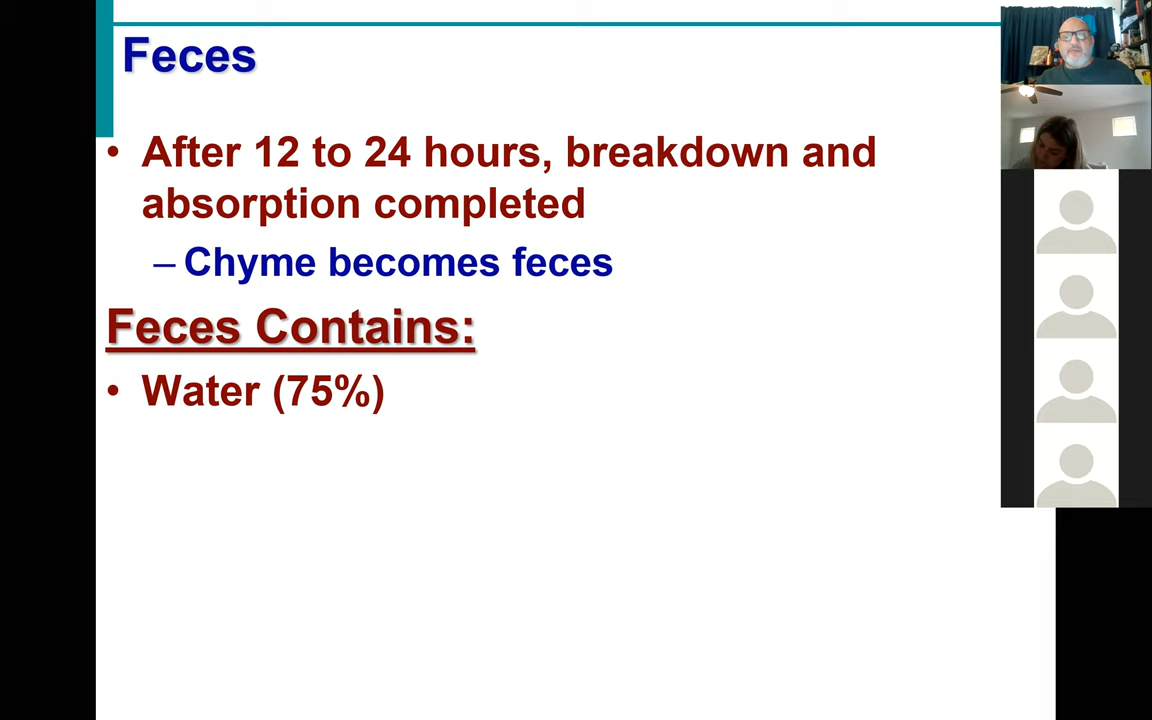 Feces
• After 12 to 24 hours, breakdown and
absorption completed
– Chyme becomes feces
Feces Contains:
• Water (75%)